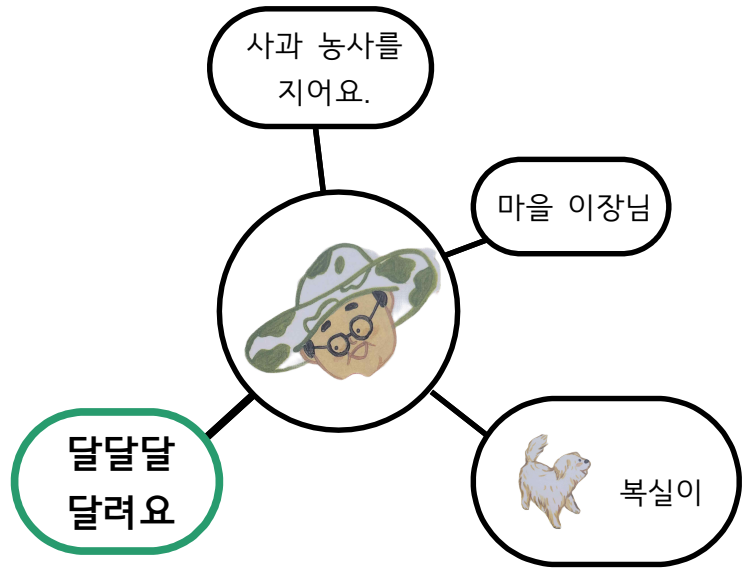 사과 농사를
지어요.
마을 이장님
달달달
달려요
복실이